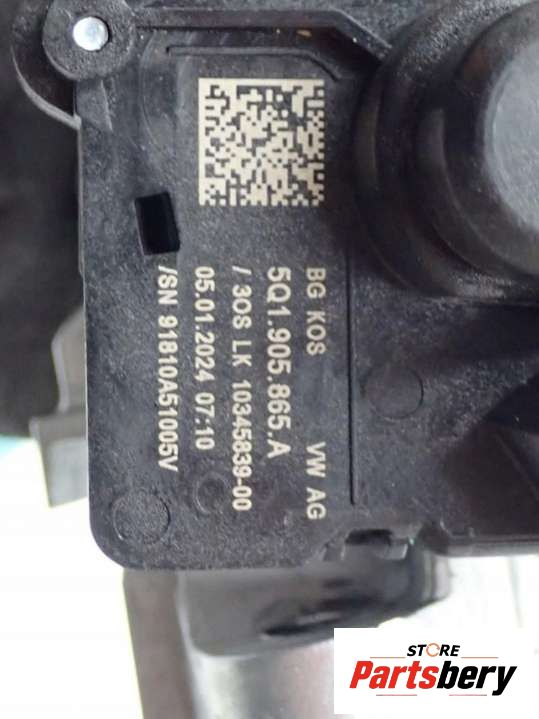 BG KOS VW AG
5Q1.905.865.A
/ 3OS LK 10345839-00
05.01.2024 07:10
/SN 91810A51005V
STORE
Partsbery